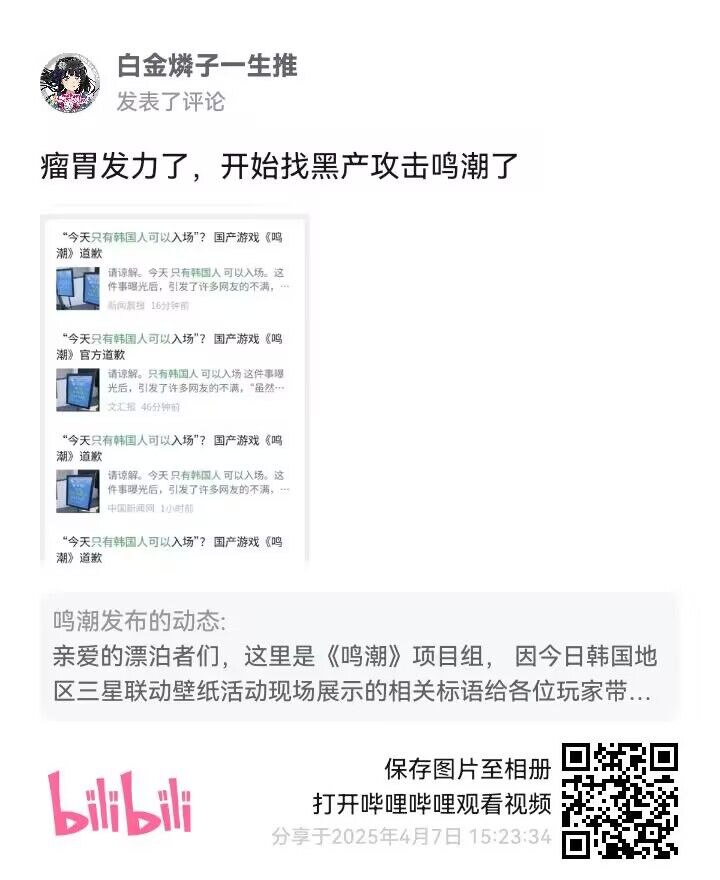 白金燐子一生推
发表了评论
瘤胃发力了，开始找黑产攻击鸣潮了
“今天只有韩国人可以入场”？ 国产游戏《鸣
潮》道歉
请谅解。今天 只有韩国人 可以入场。这
件事曝光后，引发了许多网友的不满，…
新闻晨报 16分钟前
“今天只有韩国人可以入场”？ 国产游戏《鸣
潮》官方道歉
请谅解。只有韩国人 可以入场 这件事曝
光后，引发了许多网友的不满，“虽然…
文汇报 46分钟前
“今天只有韩国人可以入场”？ 国产游戏《鸣
潮》道歉
请谅解。今天 只有韩国人 可以入场。这
件事曝光后，引发了许多网友的不满，…
中国新闻网 1小时前
“今天只有韩国人可以入场”？ 国产游戏《鸣
潮》道歉
鸣潮发布的动态:
亲爱的漂泊者们，这里是《鸣潮》项目组， 因今日韩国地
区三星联动壁纸活动现场展示的相关标语给各位玩家带...
保存图片至相册
bilibili
打开哔哩哔哩观看视频
分享于2025年4月7日 15:23:34